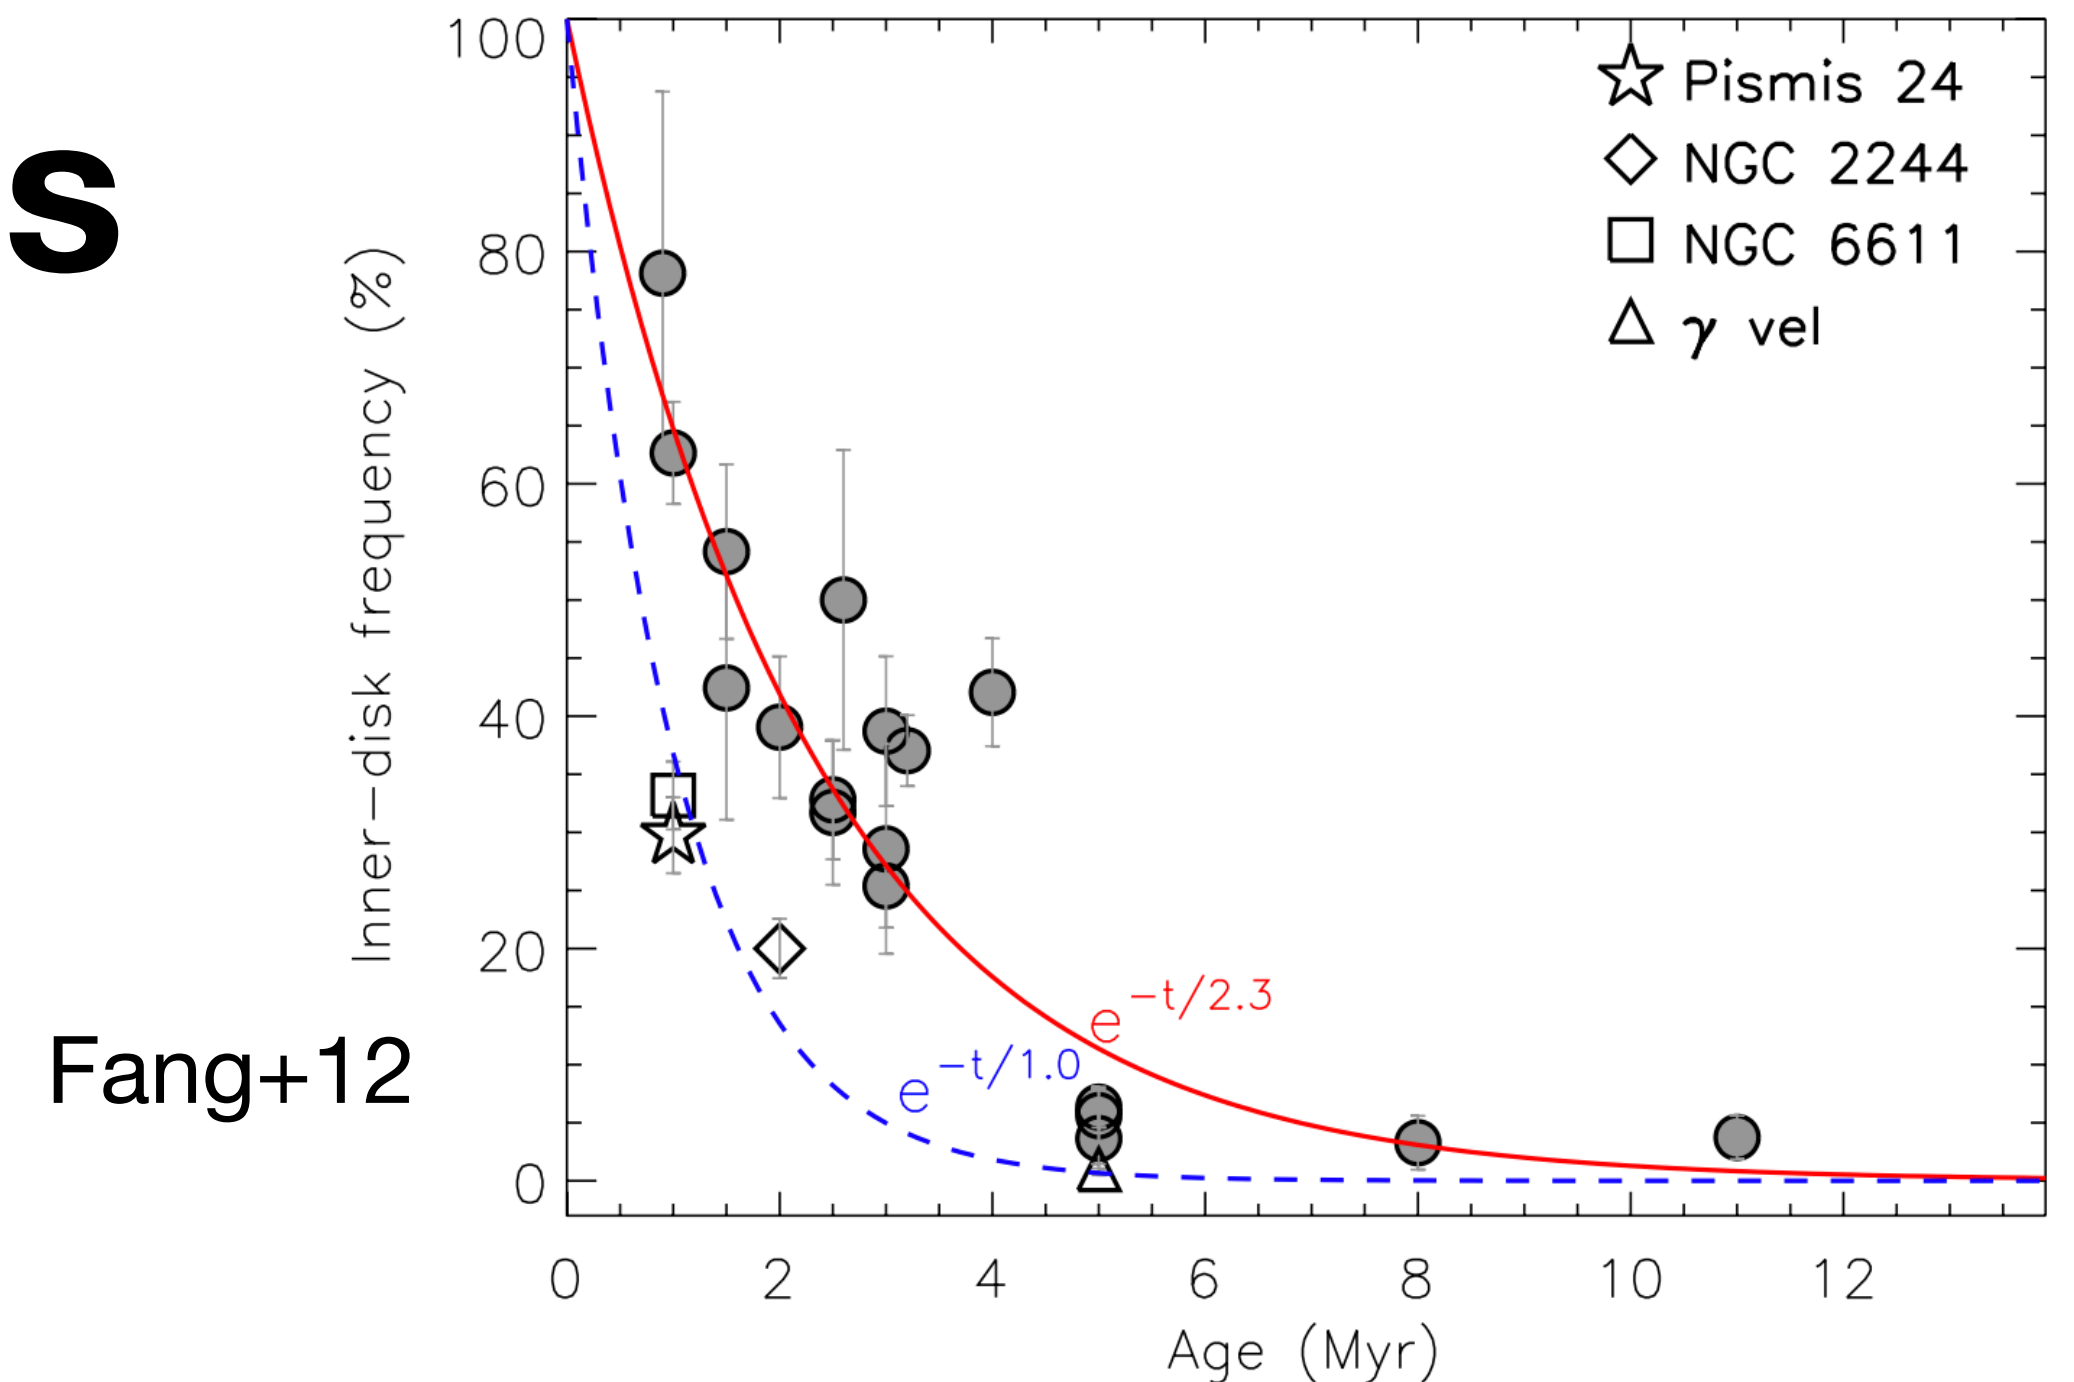 s
Fang+12
Inner-disk frequency (%)
100
80
60
40
20
0
Pismis 24
NGC 2244
NGC 6611
γ vel
e^-t/2.3
e^-t/1.0
0 2 4 6 8 10 12
Age (Myr)